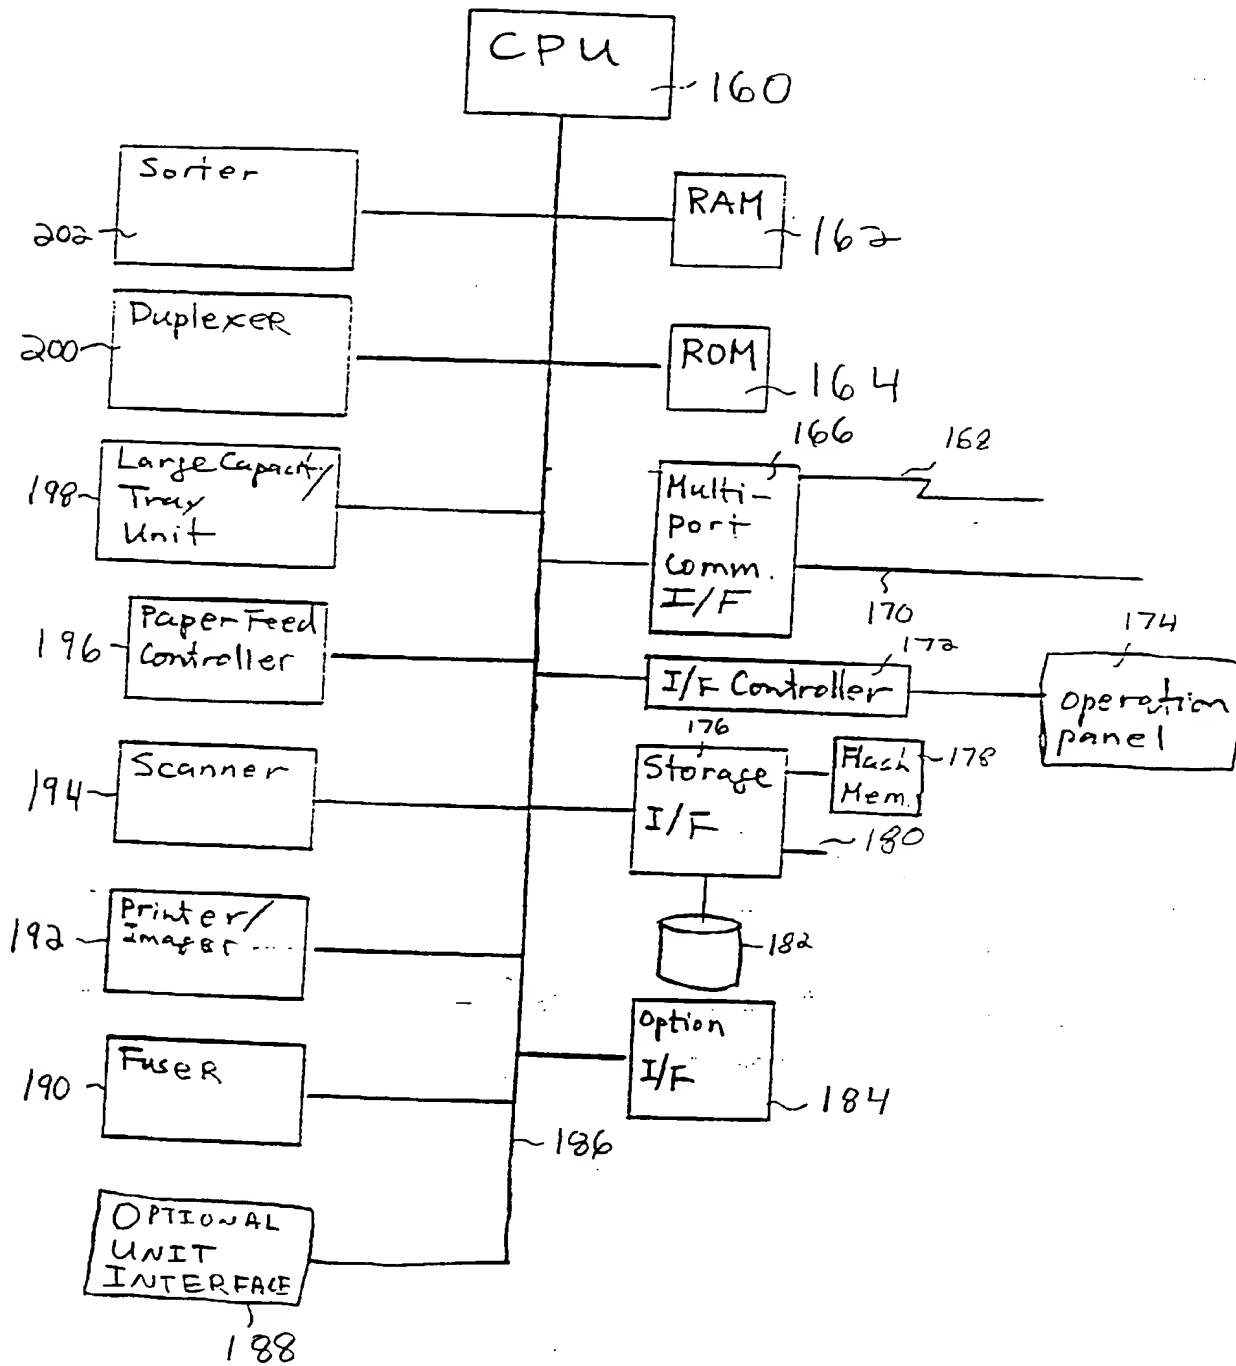 CPU
160
Sorter
202
RAM
162
DuplexeR
200
ROM
164
Large Capacity
Tray
Unit
198
166
168
Multi-
port
Comm.
I/F
170
Paper Feed
Controller
196
172
I/F Controller
174
operation
panel
Scanner
194
176
Storage
I/F
Flash
Mem.
178
180
182
Printer/
Imager
192
Option
I/F
184
FuseR
190
186
OPTIONAL
UNIT
INTERFACE
188